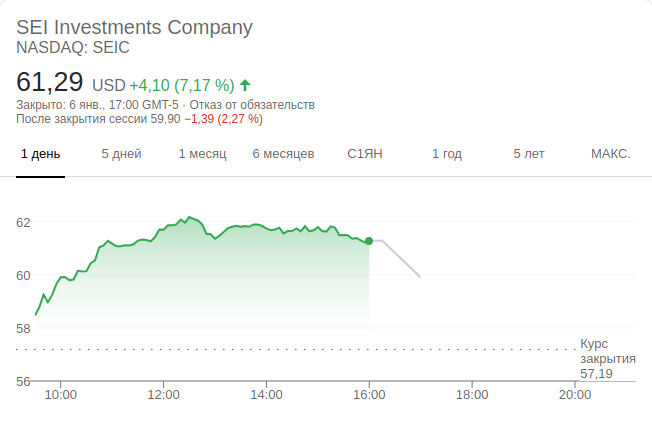 SEI Investments Company
NASDAQ: SEIC
61,29 USD +4,10 (7,17 %)
Закрыто: 6 янв., 17:00 GMT-5 · Отказ от обязательств
После закрытия сессии 59,90 −1,39 (2,27 %)
1 день 5 дней 1 месяц 6 месяцев С1ЯН 1 год 5 лет МАКС.
62
60
58
Курс
закрытия
57,19
56
10:00 12:00 14:00 16:00 18:00 20:00